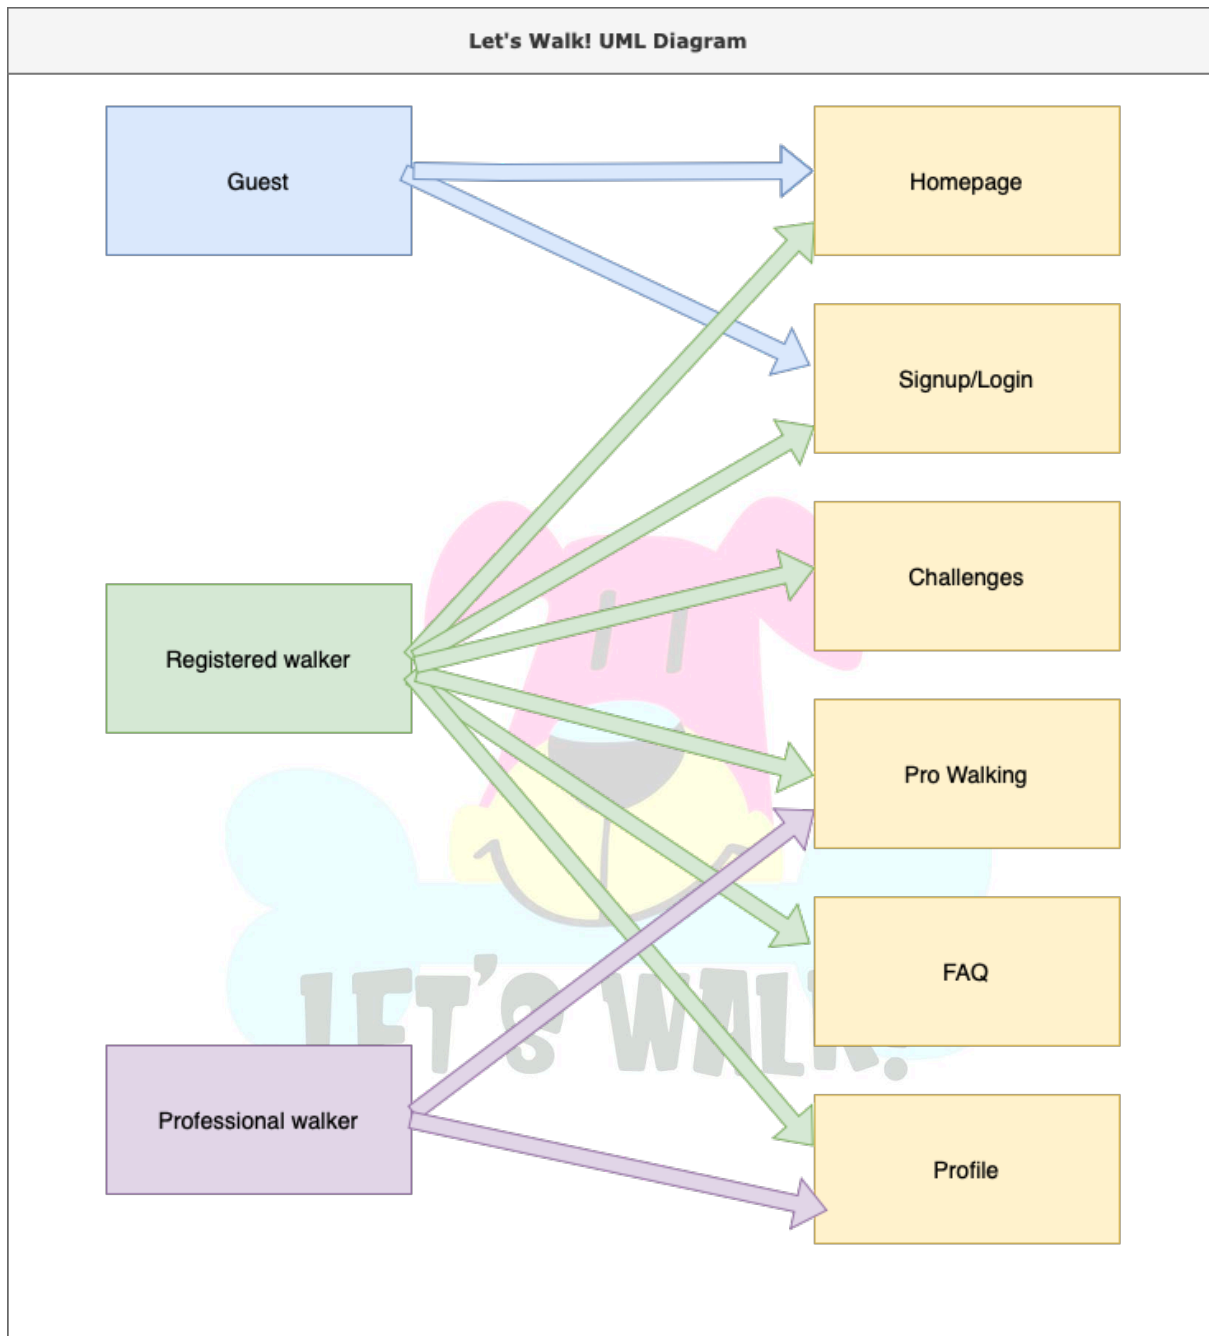 Let's Walk! UML Diagram
Guest
Homepage
Signup/Login
Challenges
Registered walker
Pro Walking
FAQ
LET'S WALK!
Professional walker
Profile